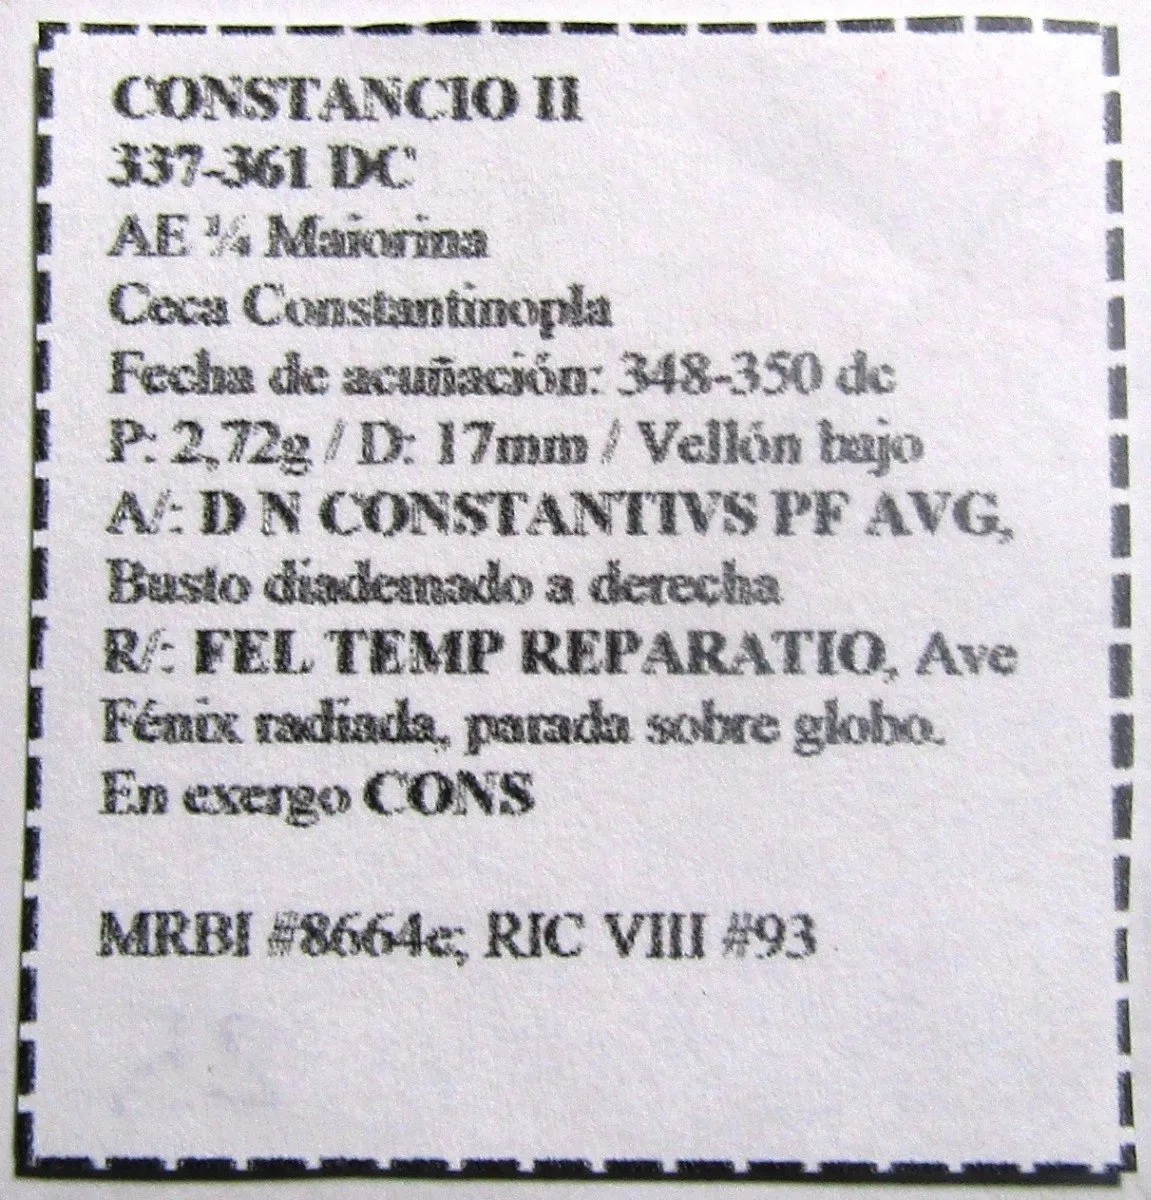 CONSTANCIO II
337-361 DC
AE ¼ Maiorina
Ceca Constantinopla
Fecha de acuñación: 348-350 dc
P: 2,72g / D: 17mm / Vellón bajo
A/: D N CONSTANTIVS PF AVG,
Busto diademado a derecha
R/: FEL TEMP REPARATIO, Ave
Fénix radiada, parada sobre globo.
En exergo CONS
MRBI #8664e; RIC VIII #93